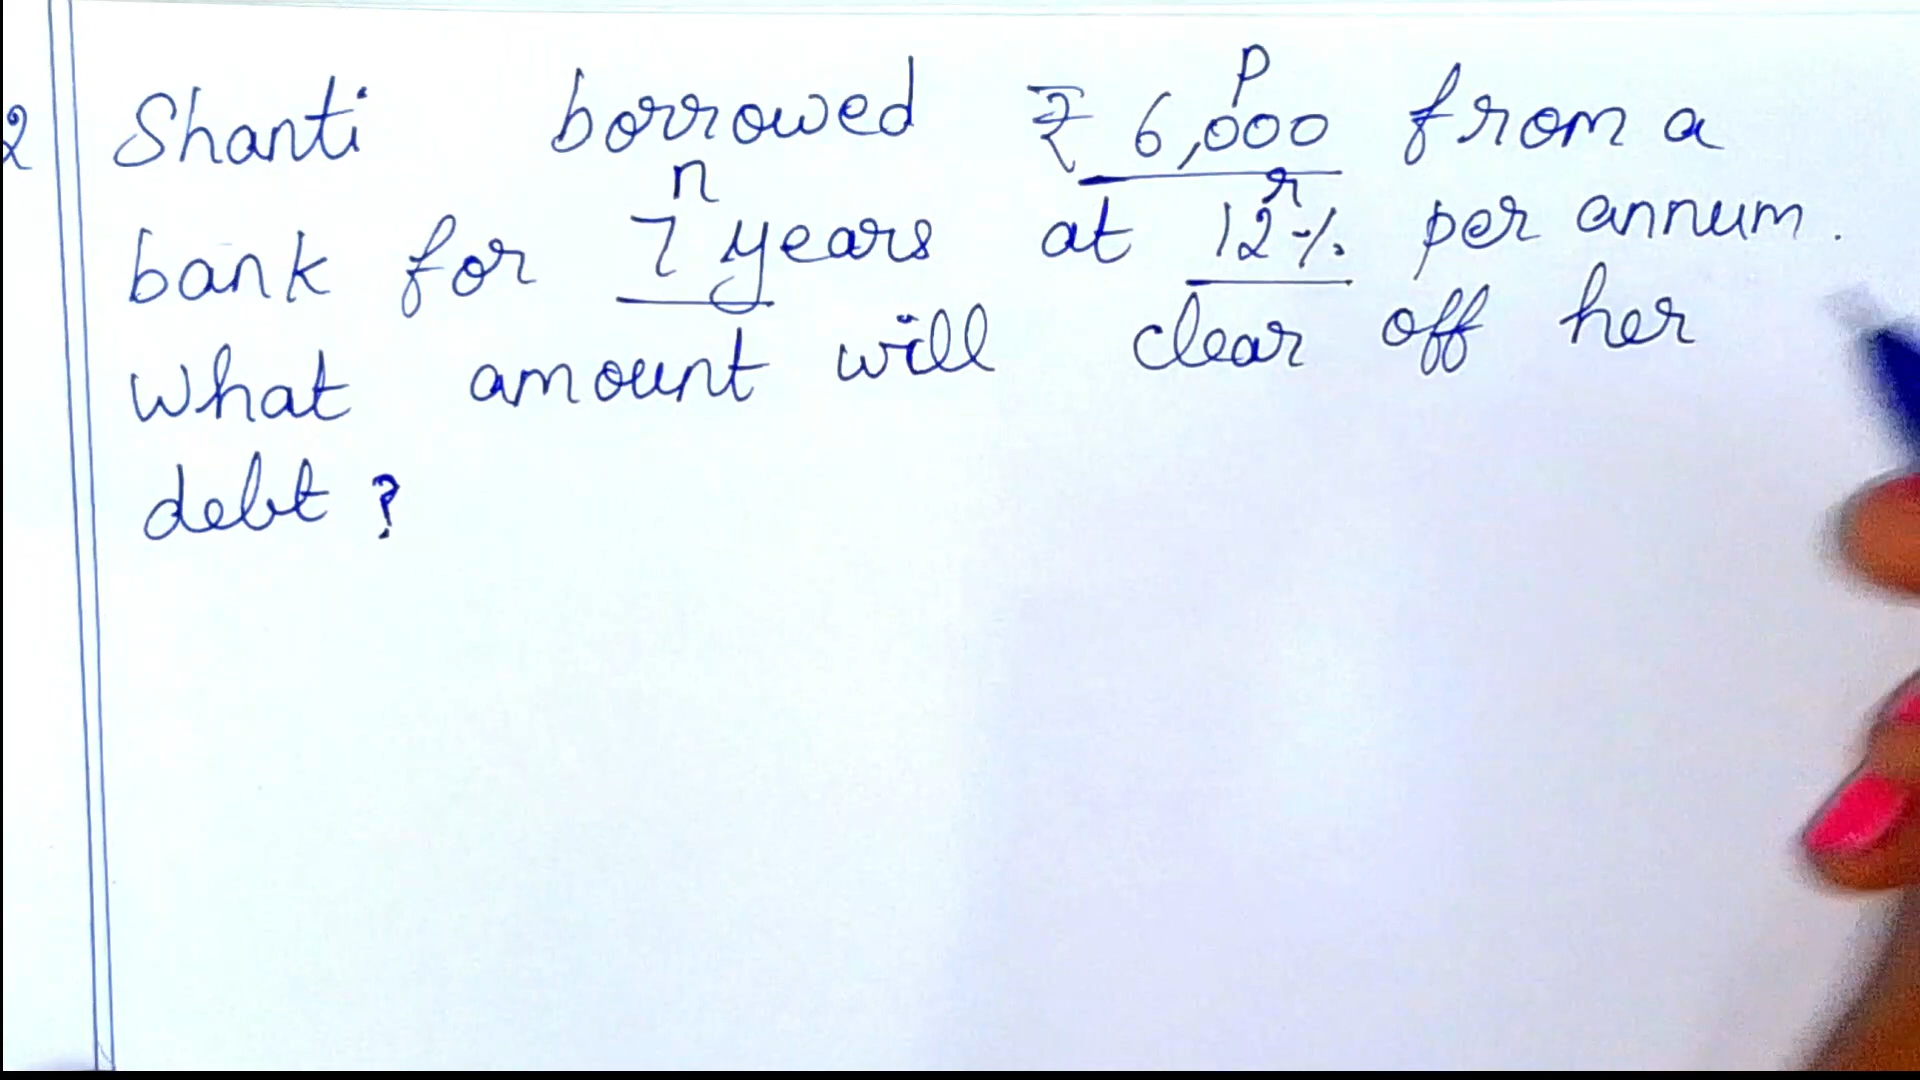 2 Shanti borrowed ₹ 6,000 from a
P
bank for 7 years at 12% per annum.
n r
What amount will clear off her
debt ?